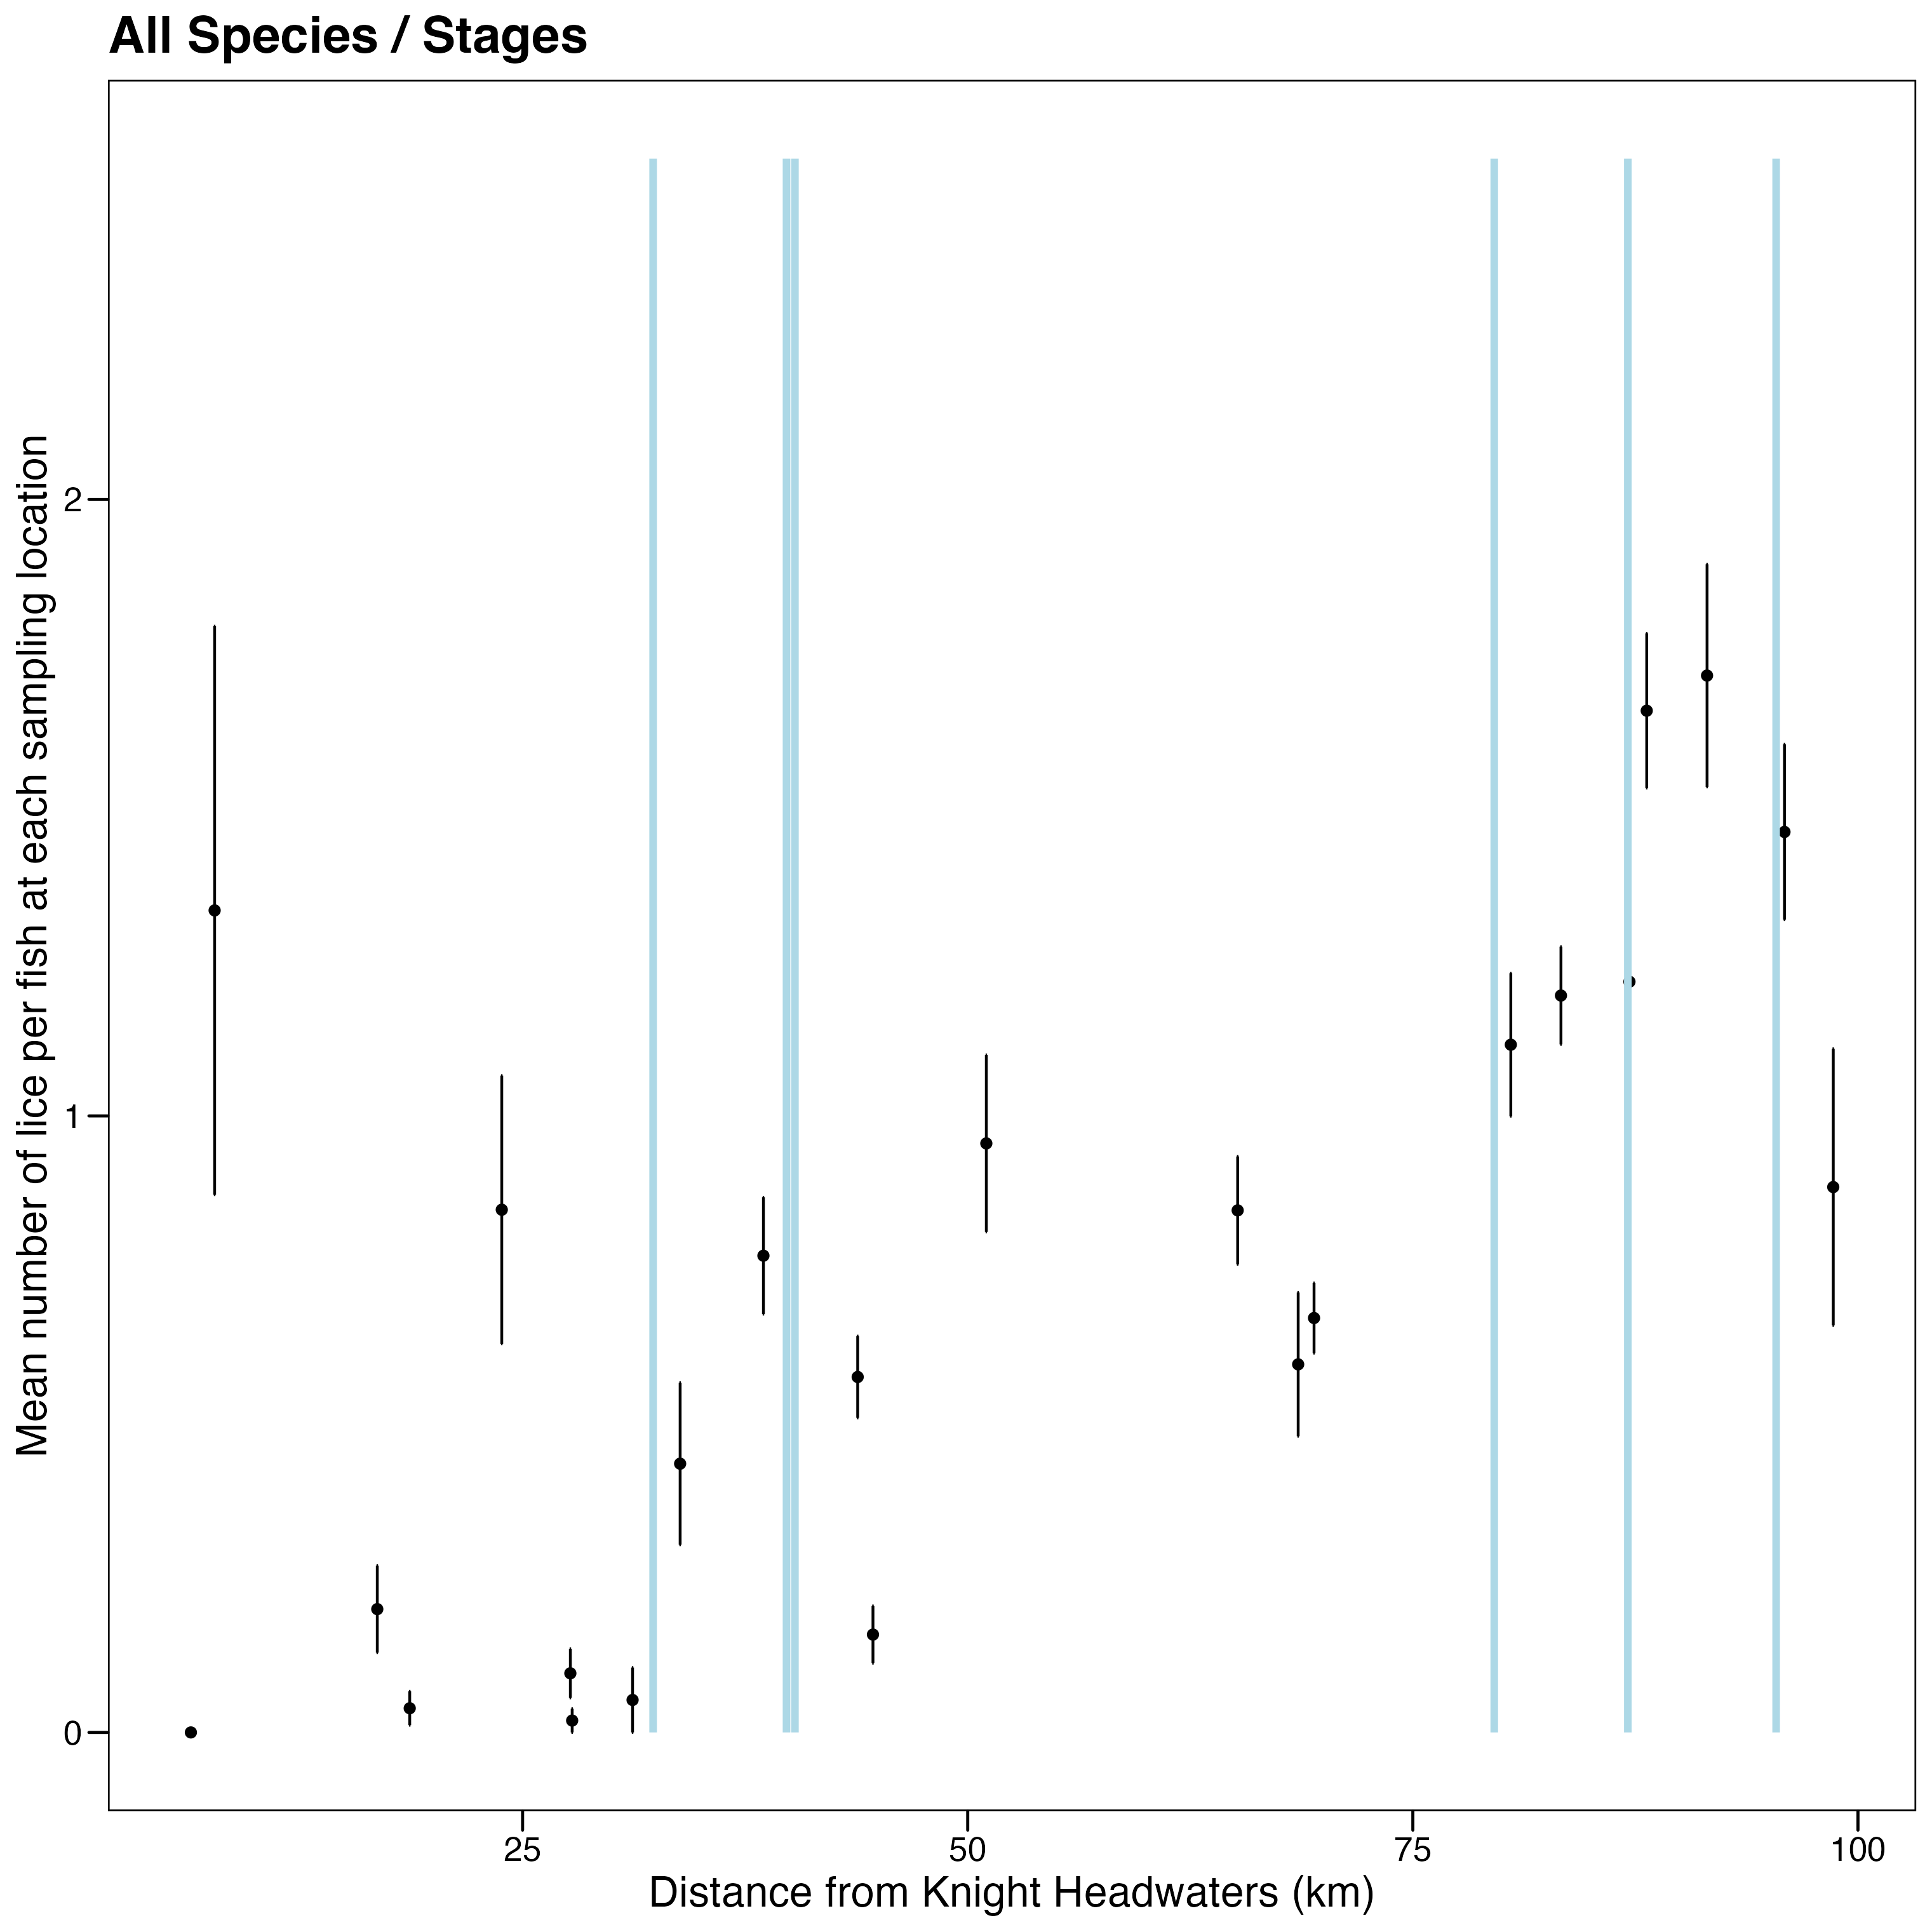 All Species / Stages
Mean number of lice per fish at each sampling location
2
1
0
25 50 75 100
Distance from Knight Headwaters (km)